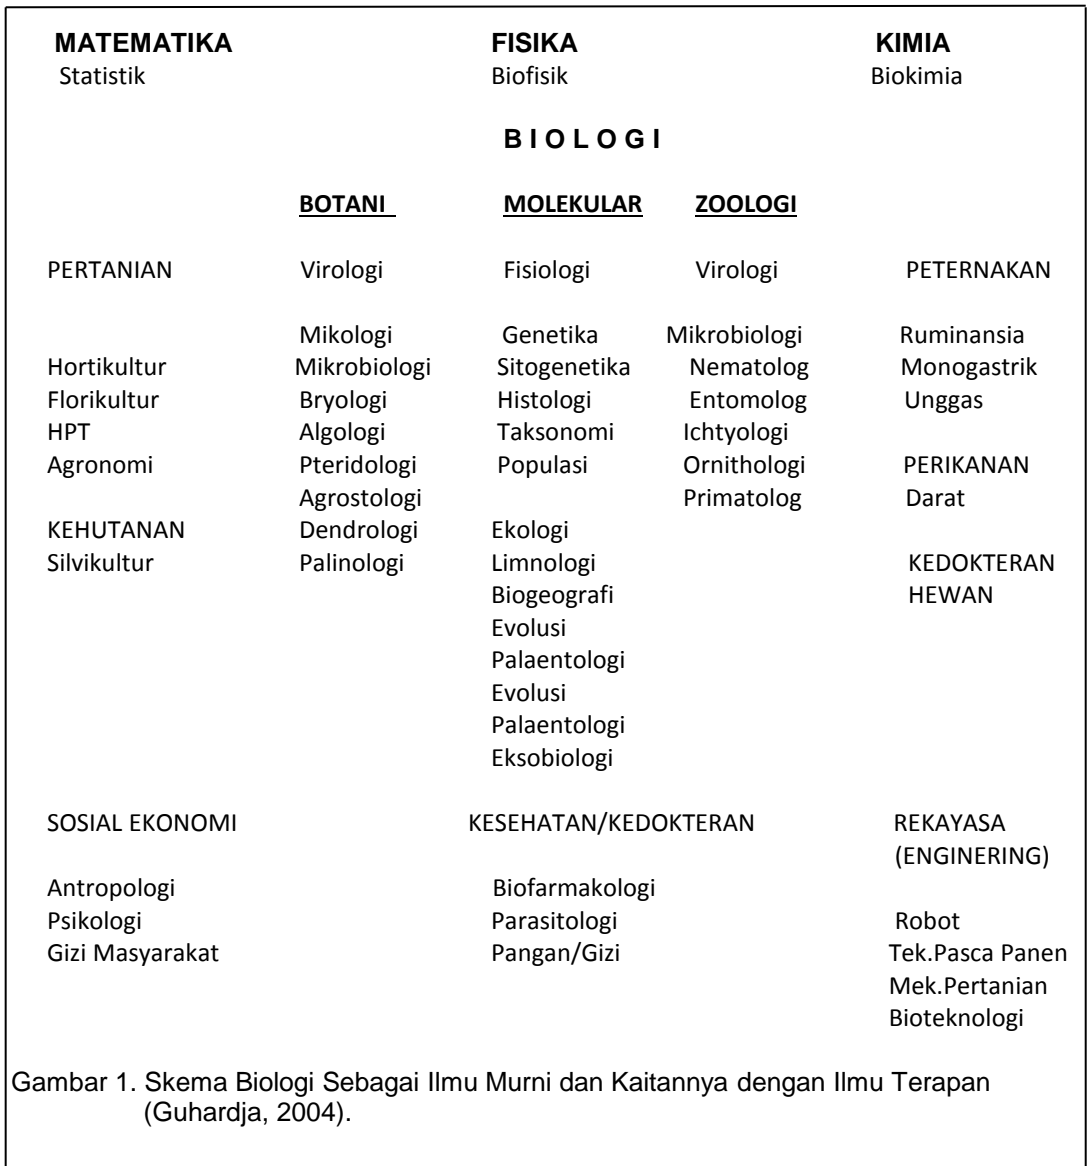 MATEMATIKA FISIKA KIMIA
Statistik Biofisik Biokimia
B I O L O G I
BOTANI MOLEKULAR ZOOLOGI
PERTANIAN Virologi Fisiologi Virologi PETERNAKAN
Mikologi Genetika Mikrobiologi Ruminansia
Hortikultur Mikrobiologi Sitogenetika Nematolog Monogastrik
Florikultur Bryologi Histologi Entomolog Unggas
HPT Algologi Taksonomi Ichtyologi
Agronomi Pteridologi Populasi Ornithologi PERIKANAN
Agrostologi Primatolog Darat
KEHUTANAN Dendrologi Ekologi
Silvikultur Palinologi Limnologi KEDOKTERAN
Biogeografi HEWAN
Evolusi
Palaentologi
Evolusi
Palaentologi
Eksobiologi
SOSIAL EKONOMI KESEHATAN/KEDOKTERAN REKAYASA
(ENGINERING)
Antropologi Biofarmakologi
Psikologi Parasitologi Robot
Gizi Masyarakat Pangan/Gizi Tek.Pasca Panen
Mek.Pertanian
Bioteknologi
Gambar 1. Skema Biologi Sebagai Ilmu Murni dan Kaitannya dengan Ilmu Terapan
(Guhardja, 2004).